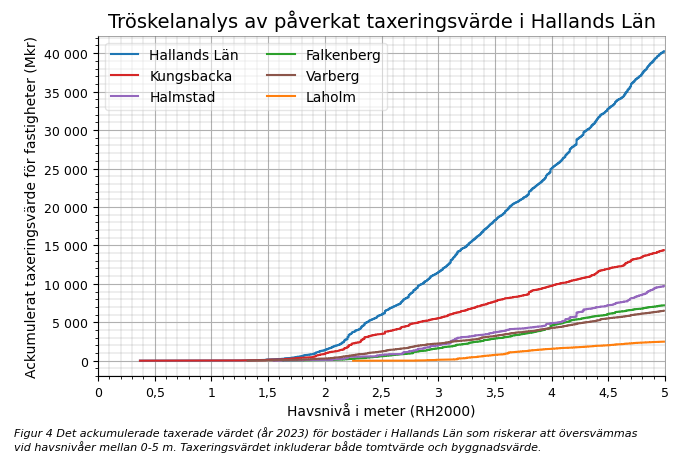 Tröskelanalys av påverkat taxeringsvärde i Hallands Län
Ackumulerat taxeringsvärde för fastigheter (Mkr)
40 000
35 000
30 000
25 000
20 000
15 000
10 000
5 000
0
Hallands Län
Kungsbacka
Halmstad
Falkenberg
Varberg
Laholm
0 0,5 1 1,5 2 2,5 3 3,5 4 4,5 5
Havsnivå i meter (RH2000)
Figur 4 Det ackumulerade taxerade värdet (år 2023) för bostäder i Hallands Län som riskerar att översvämmas
vid havsnivåer mellan 0-5 m. Taxeringsvärdet inkluderar både tomtvärde och byggnadsvärde.